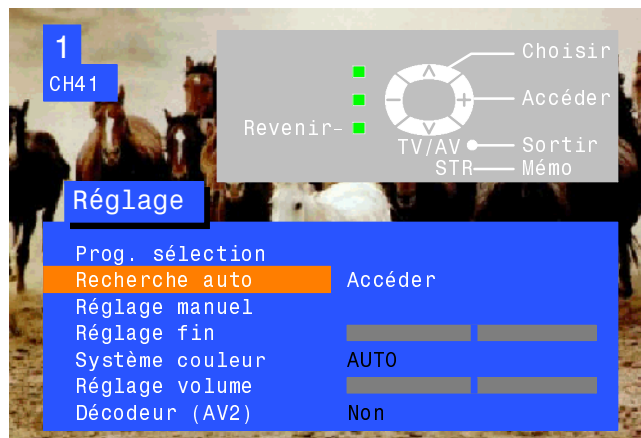 1
CH41
Choisir
Accéder
Revenir
TV/AV Sortir
STR Mémo
Réglage
Prog. sélection
Recherche auto Accéder
Réglage manuel
Réglage fin
Système couleur AUTO
Réglage volume
Décodeur (AV2) Non